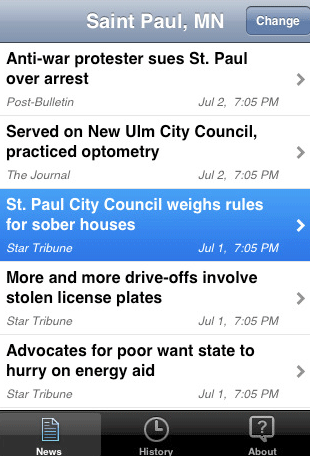 Saint Paul, MN
Change
Anti-war protester sues St. Paul
over arrest
Post-Bulletin Jul 2, 7:05 PM
Served on New Ulm City Council,
practiced optometry
The Journal Jul 2, 7:05 PM
St. Paul City Council weighs rules
for sober houses
Star Tribune Jul 1, 7:05 PM
More and more drive-offs involve
stolen license plates
Star Tribune Jul 1, 7:05 PM
Advocates for poor want state to
hurry on energy aid
Star Tribune Jul 1, 7:05 PM
News History About